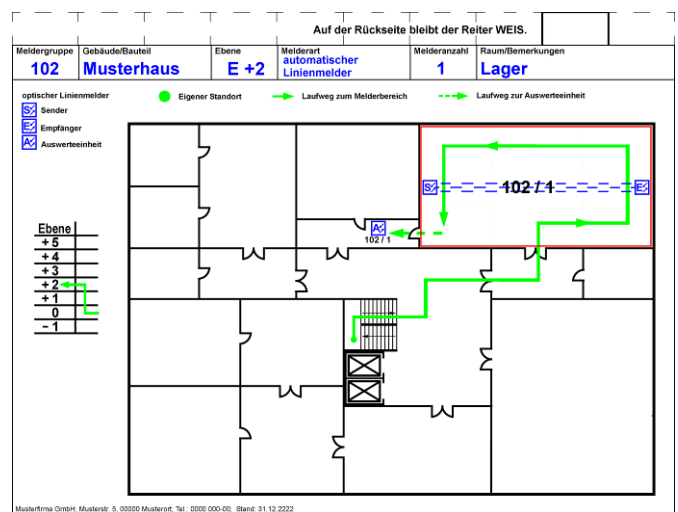 Auf der Rückseite bleibt der Reiter WEIS.
Meldergruppe Gebäude/Bauteil Ebene Melderart Melderanzahl Raum/Bemerkungen
102 Musterhaus E +2 automatischer Linienmelder 1 Lager
optischer Linienmelder
Eigener Standort Laufweg zum Melderbereich Laufweg zur Auswerteeinheit
S Sender
E Empfänger
A Auswerteeinheit
S 102 / 1 E
A
102 / 1
Ebene
+ 5
+ 4
+ 3
+ 2
+ 1
0
– 1
Musterfirma GmbH; Musterstr. 5, 00000 Musterort; Tel.: 0000 000-00; Stand: 31.12.2222